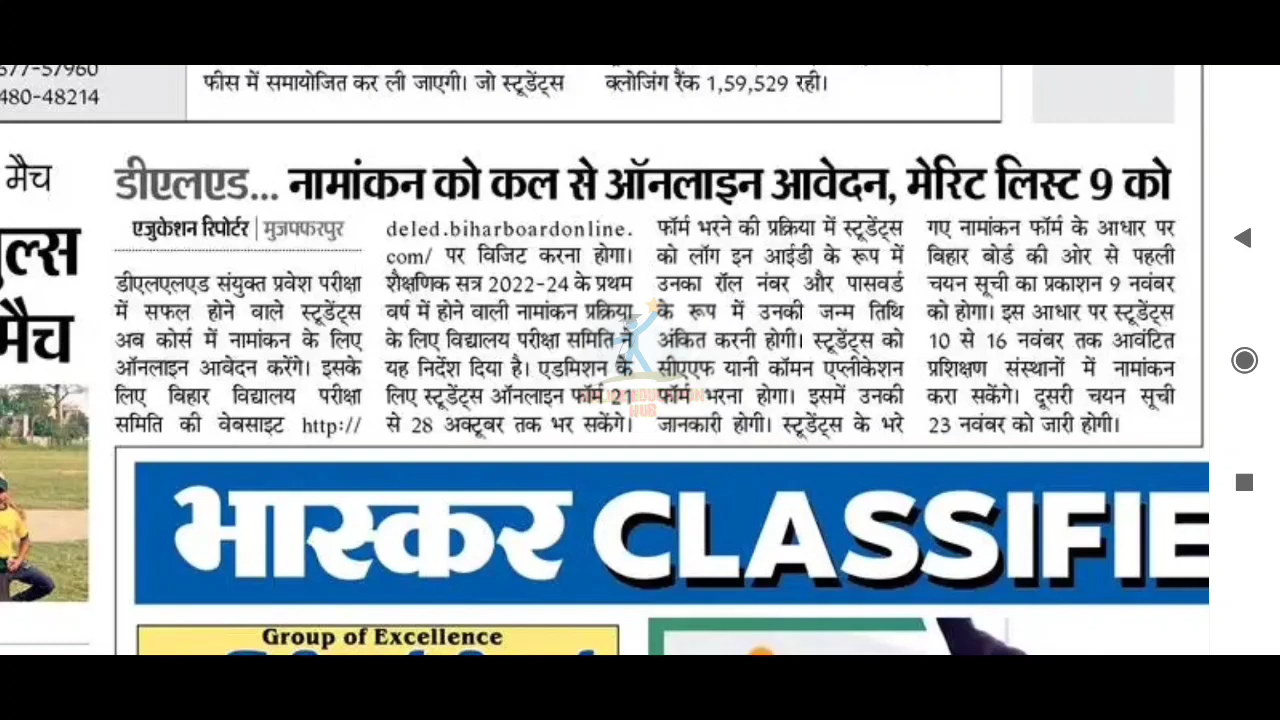 577-57960
480-48214
फीस में समायोजित कर ली जाएगी। जो स्टूडेंट्स
क्लोजिंग रैंक 1,59,529 रही।
मैच
मैच
डीएलएड... नामांकन को कल से ऑनलाइन आवेदन, मेरिट लिस्ट 9 को
एजुकेशन रिपोर्टर | मुजफ्फरपुर
डीएलएलएड संयुक्त प्रवेश परीक्षा
में सफल होने वाले स्टूडेंट्स
अब कोर्स में नामांकन के लिए
ऑनलाइन आवेदन करेंगे। इसके
लिए बिहार विद्यालय परीक्षा
समिति की वेबसाइट http://
deled.biharboardonline.
com/ पर विजिट करना होगा।
शैक्षणिक सत्र 2022-24 के प्रथम
वर्ष में होने वाली नामांकन प्रक्रिया
के लिए विद्यालय परीक्षा समिति ने
यह निर्देश दिया है। एडमिशन के
लिए स्टूडेंट्स ऑनलाइन फॉर्म 21
से 28 अक्टूबर तक भर सकेंगे।
फॉर्म भरने की प्रक्रिया में स्टूडेंट्स
को लॉग इन आईडी के रूप में
उनका रॉल नंबर और पासवर्ड
के रूप में उनकी जन्म तिथि
अंकित करनी होगी। स्टूडेंट्स को
सीएएफ यानी कॉमन एप्लीकेशन
फॉर्म भरना होगा। इसमें उनकी
जानकारी होगी। स्टूडेंट्स के भरे
गए नामांकन फॉर्म के आधार पर
बिहार बोर्ड की ओर से पहली
चयन सूची का प्रकाशन 9 नवंबर
को होगा। इस आधार पर स्टूडेंट्स
10 से 16 नवंबर तक आवंटित
प्रशिक्षण संस्थानों में नामांकन
करा सकेंगे। दूसरी चयन सूची
23 नवंबर को जारी होगी।
HUB
भास्कर CLASSIFIE
Group of Excellence